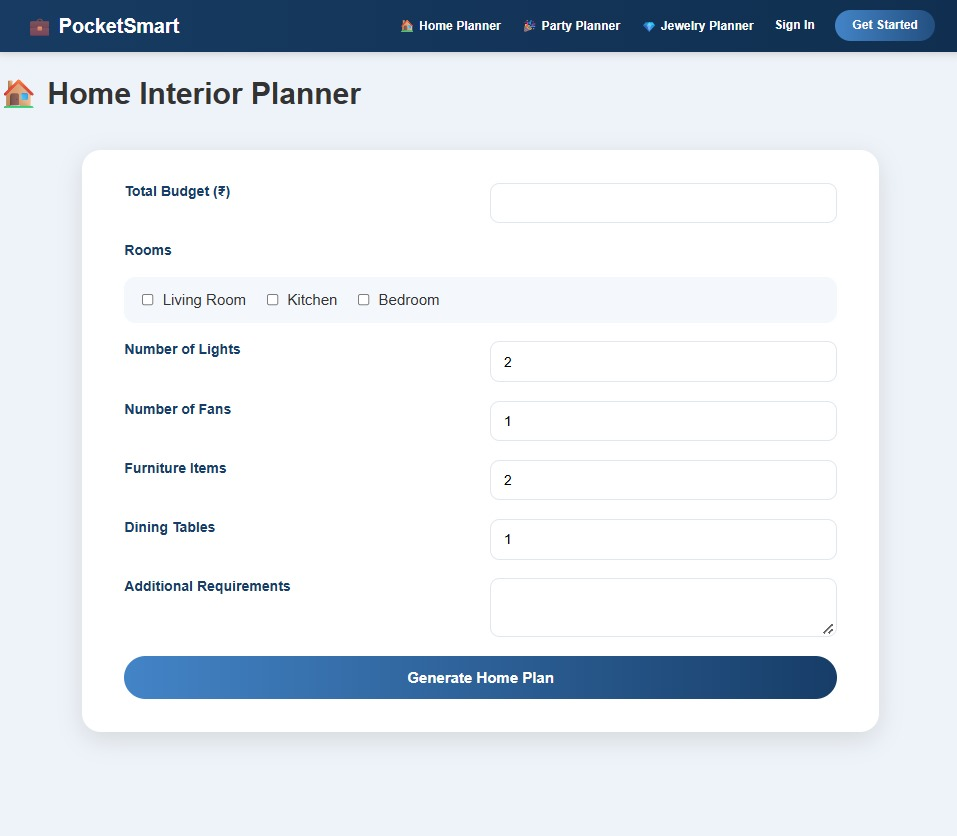 PocketSmart
Home Planner
Party Planner
Jewelry Planner
Sign In
Get Started
Home Interior Planner
Total Budget (₹)
Rooms
Living Room
Kitchen
Bedroom
Number of Lights
2
Number of Fans
1
Furniture Items
2
Dining Tables
1
Additional Requirements
Generate Home Plan